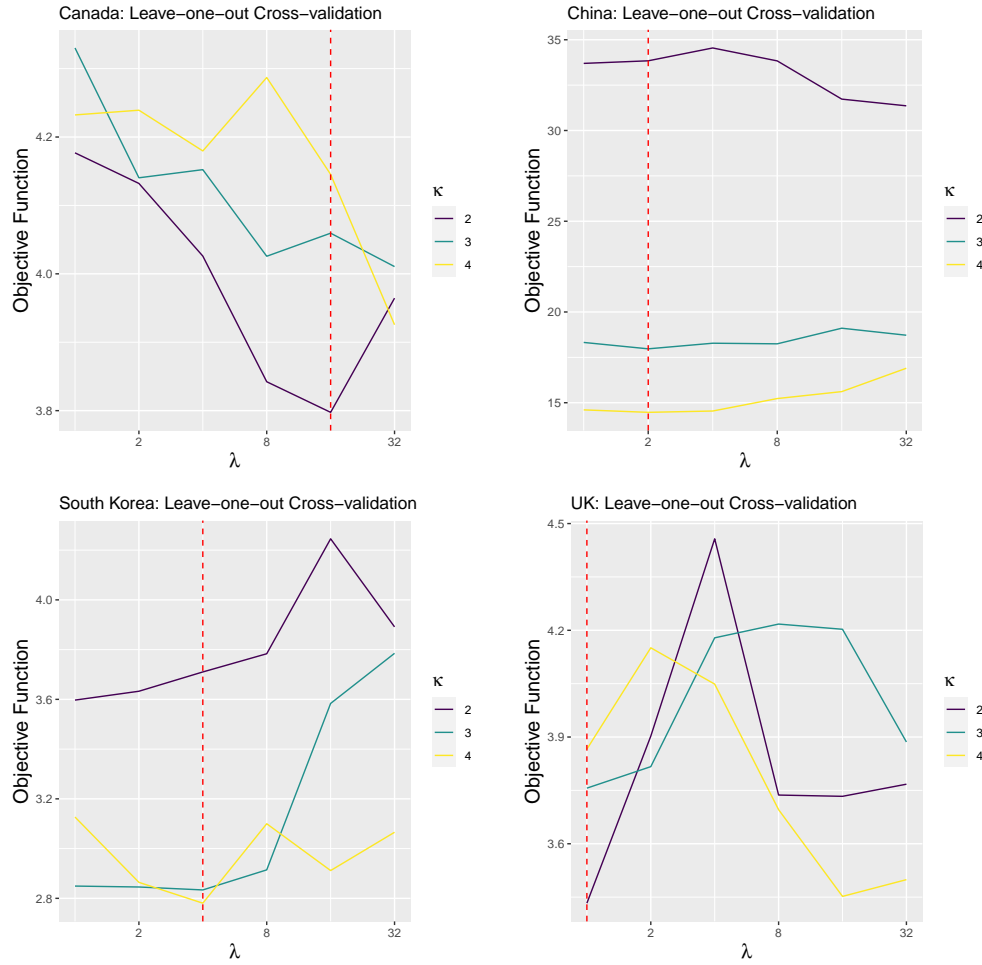 Canada: Leave−one−out Cross−validation
Objective Function
4.2
4.0
3.8
2
8
32
λ
κ
2
3
4
China: Leave−one−out Cross−validation
Objective Function
35
30
25
20
15
2
8
32
λ
κ
2
3
4
South Korea: Leave−one−out Cross−validation
Objective Function
4.0
3.6
3.2
2.8
2
8
32
λ
κ
2
3
4
UK: Leave−one−out Cross−validation
Objective Function
4.5
4.2
3.9
3.6
2
8
32
λ
κ
2
3
4